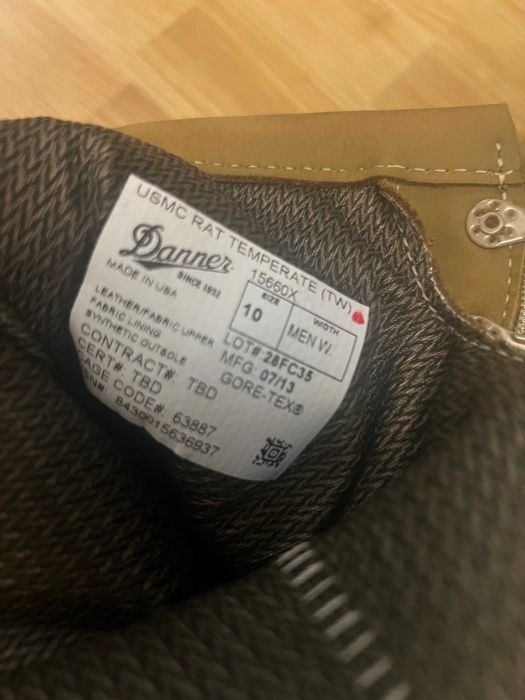 USMC RAT TEMPERATE (TW)
15660X
Danner
SINCE 1932
MADE IN USA
SIZE WIDTH
10 MEN W.
LEATHER/FABRIC UPPER
FABRIC LINING
SYNTHETIC OUTSOLE
LOT# 28FC35
MFG 07/13
GORE-TEX®
CONTRACT#: TBD
CERT#: TBD
CAGE CODE#: 63887
8430015636937